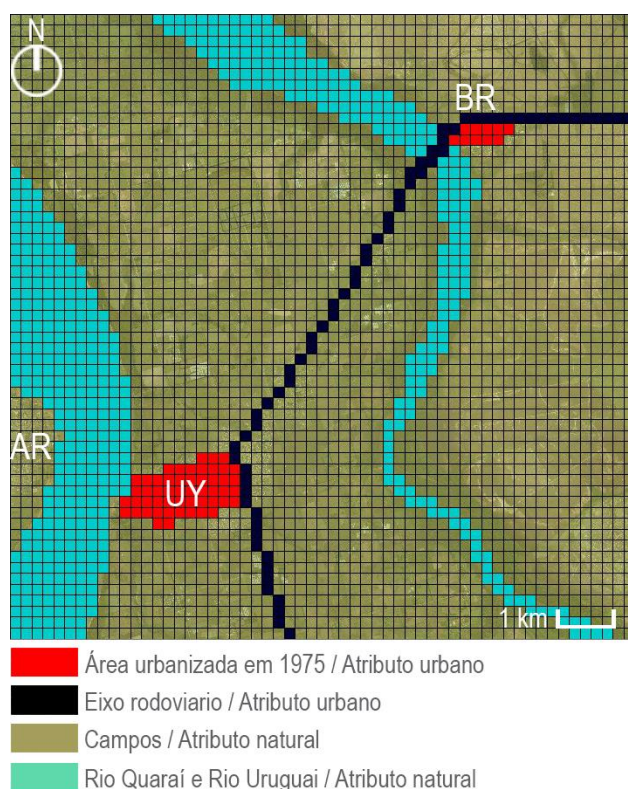 N
BR
AR
UY
1 km
Área urbanizada em 1975 / Atributo urbano
Eixo rodoviario / Atributo urbano
Campos / Atributo natural
Rio Quaraí e Rio Uruguai / Atributo natural